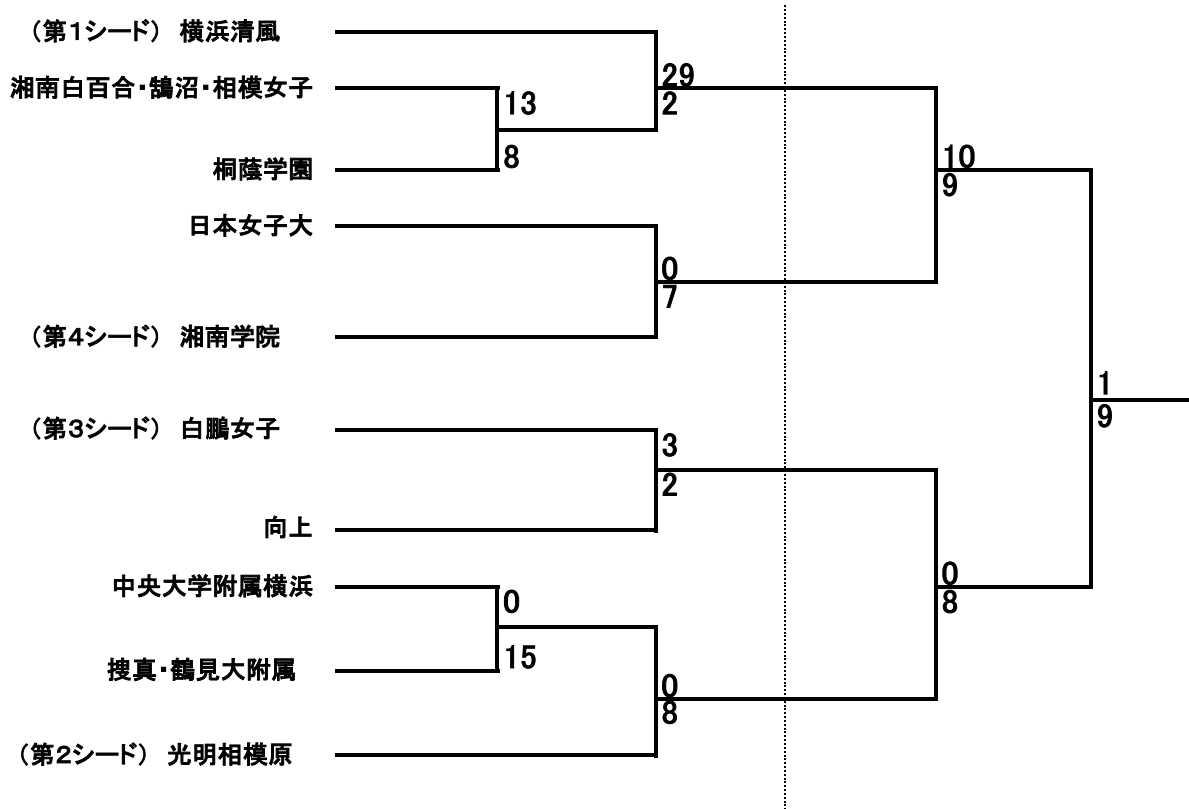 （第1シード） 横浜清風
29
湘南白百合・鵠沼・相模女子
13
2
8
桐蔭学園
10
9
日本女子大
0
7
（第4シード） 湘南学院
1
9
（第3シード） 白鵬女子
3
2
向上
中央大学附属横浜
0
0
8
15
捜真・鶴見大附属
0
8
（第2シード） 光明相模原